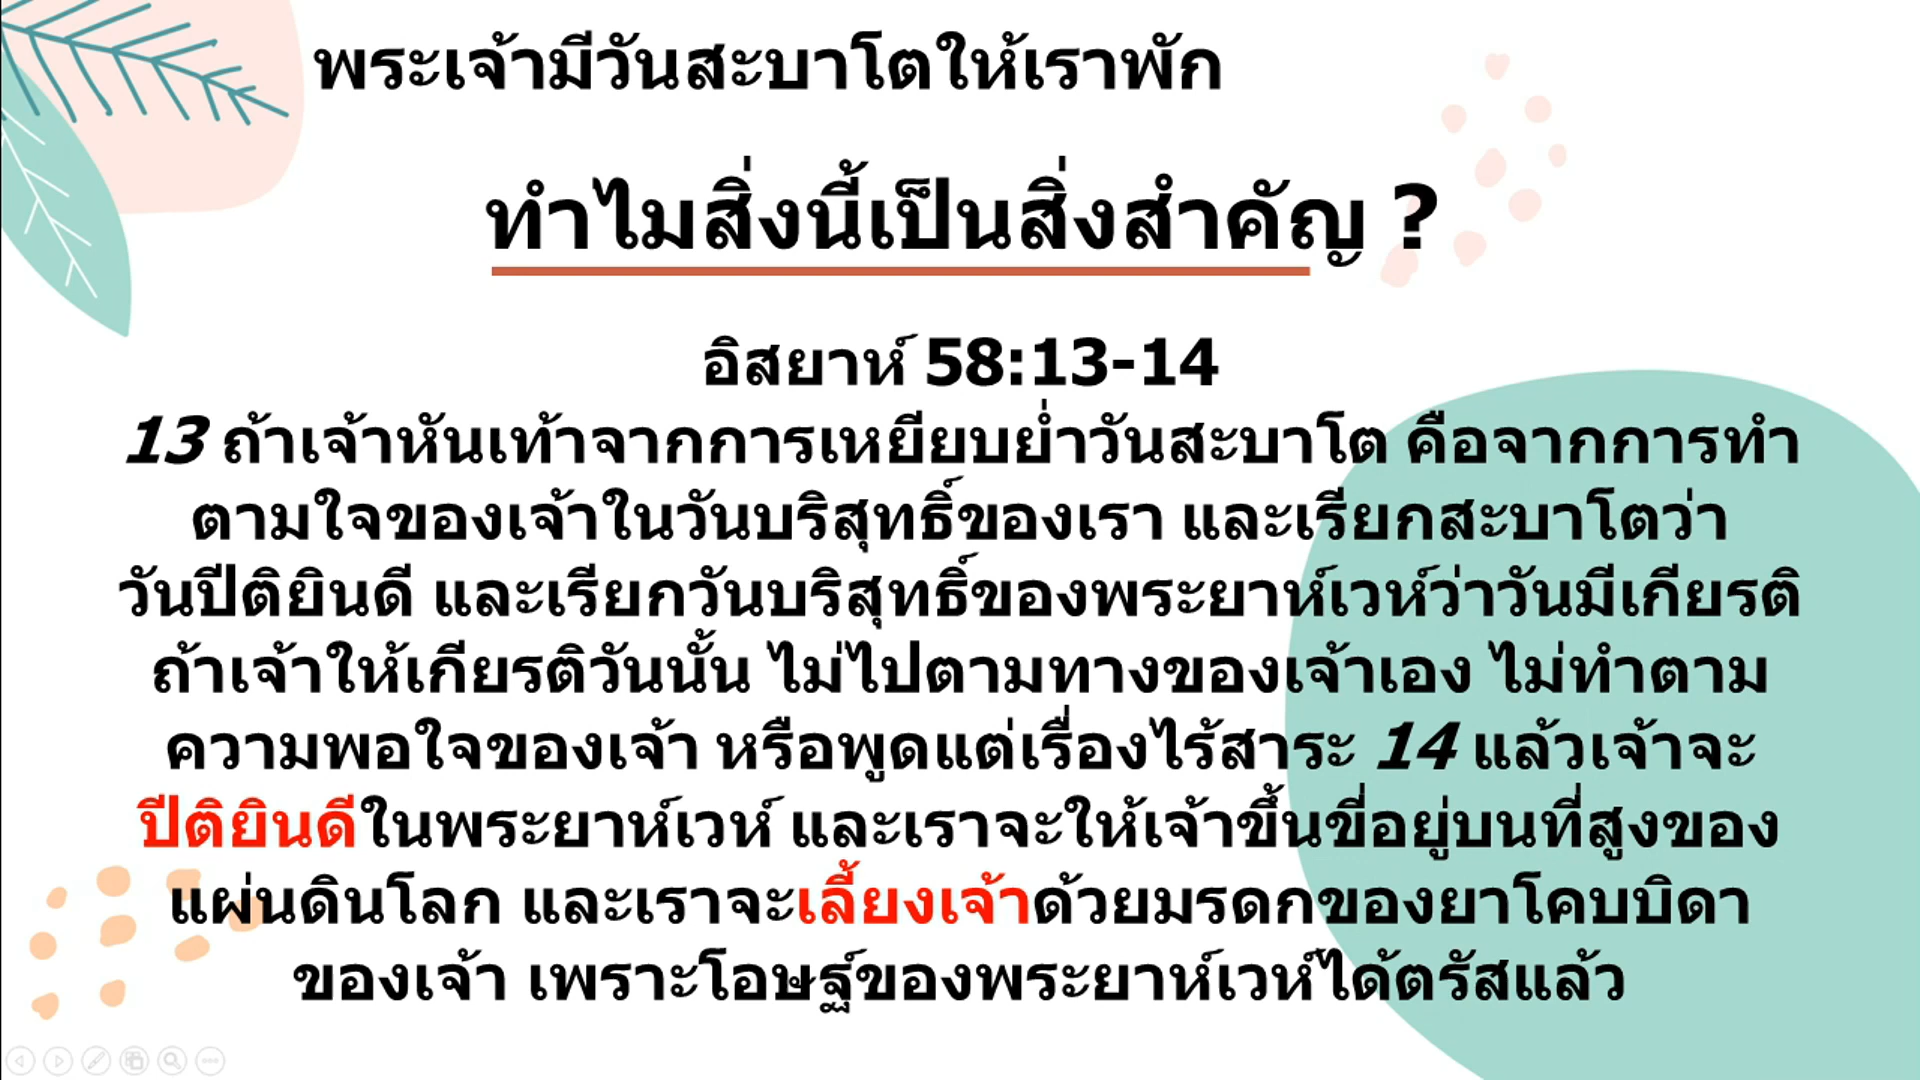 พระเจ้ามีวันสะบาโตให้เราพัก
ทำไมสิ่งนี้เป็นสิ่งสำคัญ ?
อิสยาห์ 58:13-14
13 ถ้าเจ้าหันเท้าจากการเหยียบย่ำวันสะบาโต คือจากการทำ
ตามใจของเจ้าในวันบริสุทธิ์ของเรา และเรียกสะบาโตว่า
วันปีติยินดี และเรียกวันบริสุทธิ์ของพระยาห์เวห์ว่าวันมีเกียรติ
ถ้าเจ้าให้เกียรติวันนั้น ไม่ไปตามทางของเจ้าเอง ไม่ทำตาม
ความพอใจของเจ้า หรือพูดแต่เรื่องไร้สาระ 14 แล้วเจ้าจะ
ปีติยินดีในพระยาห์เวห์ และเราจะให้เจ้าขึ้นขี่อยู่บนที่สูงของ
แผ่นดินโลก และเราจะเลี้ยงเจ้าด้วยมรดกของยาโคบบิดา
ของเจ้า เพราะโอษฐ์ของพระยาห์เวห์ได้ตรัสแล้ว